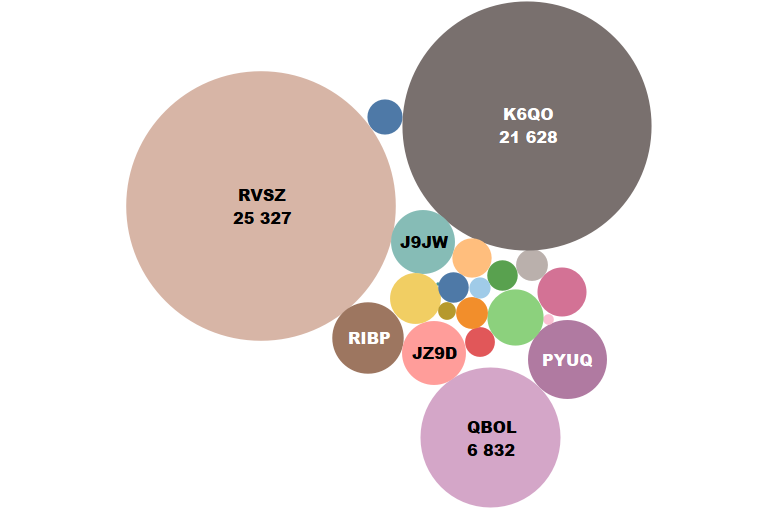 K6QO
21 628
RVSZ
25 327
J9JW
RIBP
JZ9D
PYUQ
QBOL
6 832